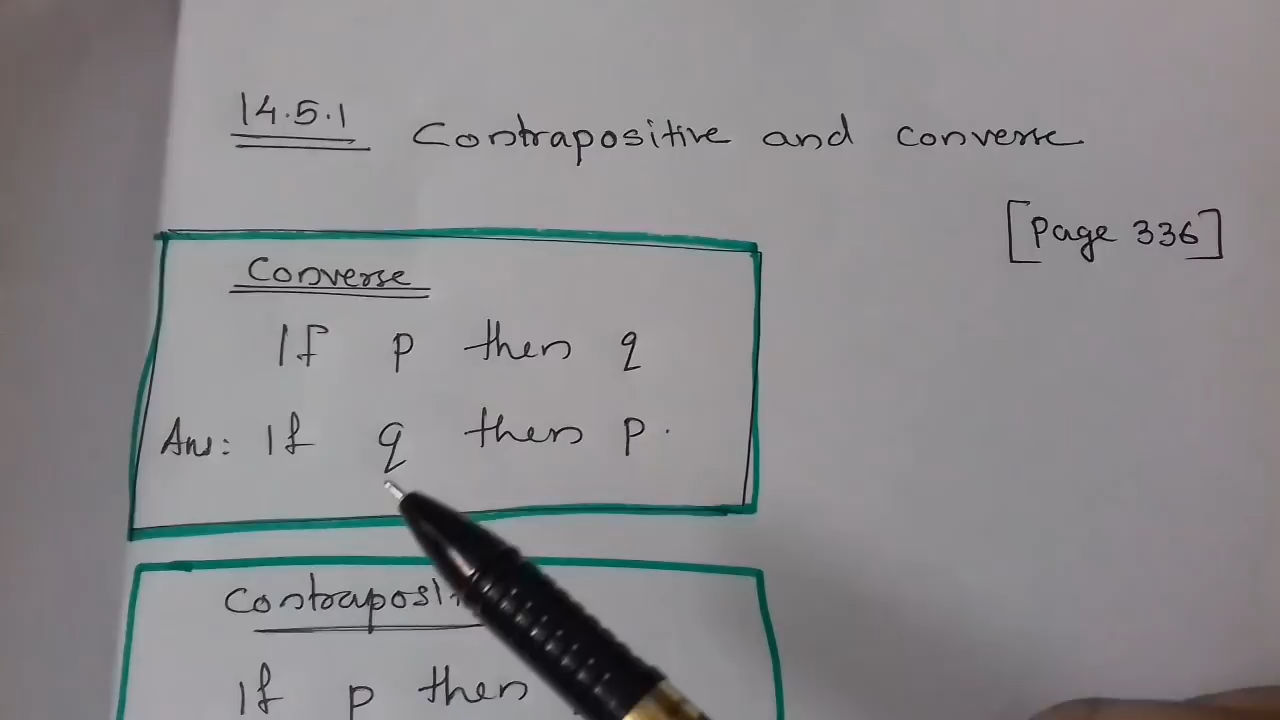 14.5.1 Contrapositive and converse
[Page 336]
Converse
If p then q
Ans: If q then p.
If p then